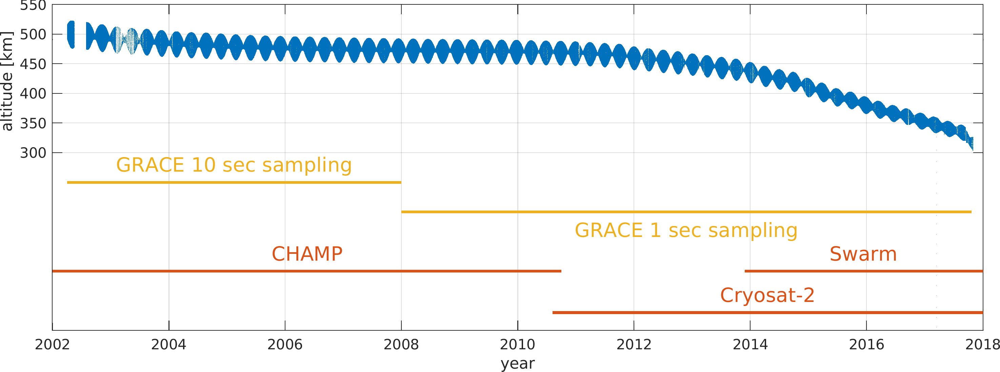 550
500
450
400
350
300
altitude [km]
GRACE 10 sec sampling
GRACE 1 sec sampling
CHAMP
Swarm
Cryosat-2
2002 2004 2006 2008 2010 2012 2014 2016 2018
year